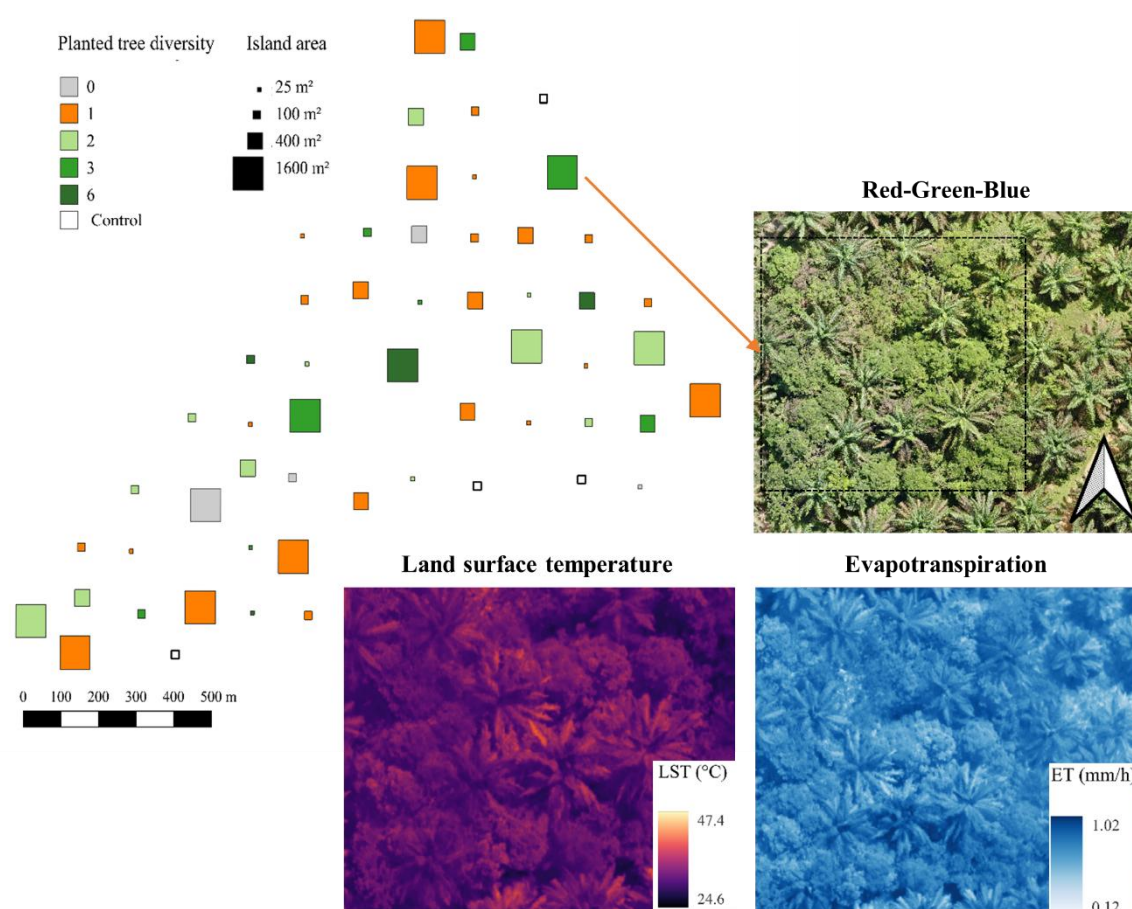 Planted tree diversity
0
1
2
3
6
Control
Island area
25 m²
100 m²
400 m²
1600 m²
Red-Green-Blue
Land surface temperature
Evapotranspiration
0 100 200 300 400 500 m
LST (°C)
47.4
24.6
ET (mm/h)
1.02
0.12